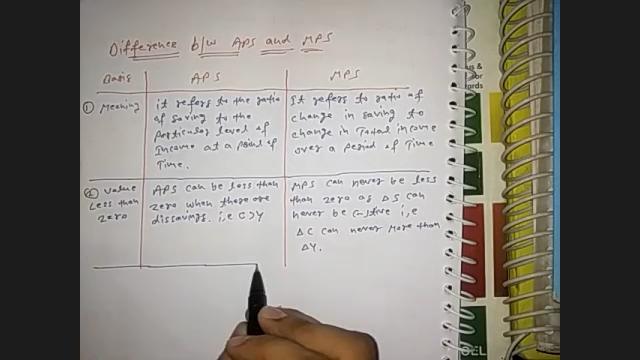 Difference b/w APS and MPS
Basis
APS
MPS
① Meaning
it refers to the ratio
of saving to the
particular level of
Income at a point of
Time.
It refers to ratio of
change in saving to
change in Total income
over a period of Time
② Value
Less than
zero
APS can be less than
zero when there are
dissavings. i,e C>Y
MPS can never be less
than zero as ΔS can
never be (-)tive i,e,
ΔC can never more than
ΔY.